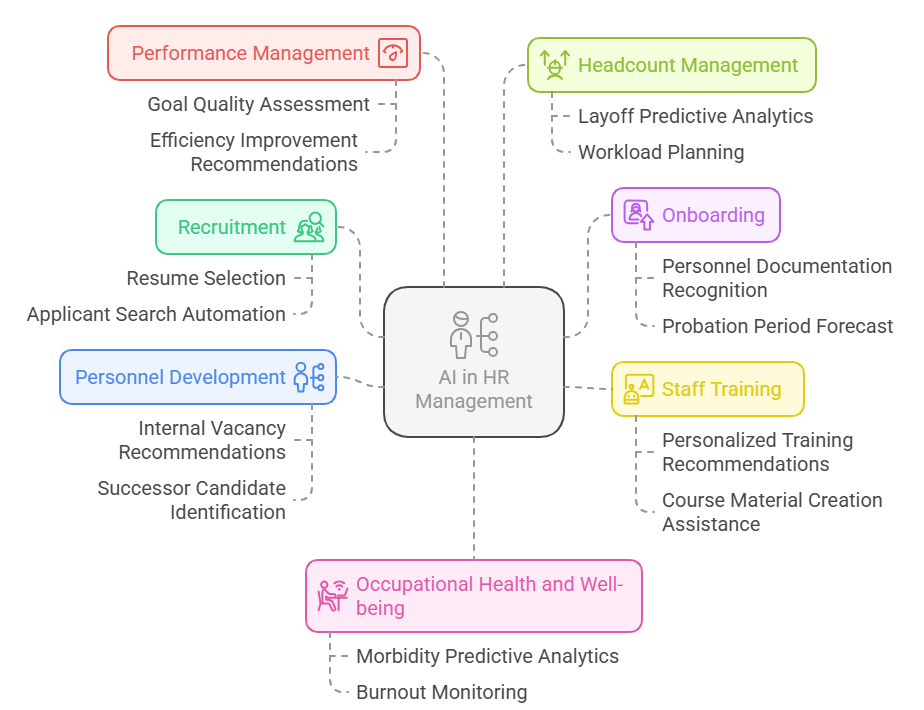 Performance Management
Goal Quality Assessment
Efficiency Improvement
Recommendations
Headcount Management
Layoff Predictive Analytics
Workload Planning
Recruitment
Resume Selection
Applicant Search Automation
Onboarding
Personnel Documentation
Recognition
Probation Period Forecast
AI in HR
Management
Personnel Development
Internal Vacancy
Recommendations
Successor Candidate
Identification
Staff Training
Personalized Training
Recommendations
Course Material Creation
Assistance
Occupational Health and Well-
being
Morbidity Predictive Analytics
Burnout Monitoring